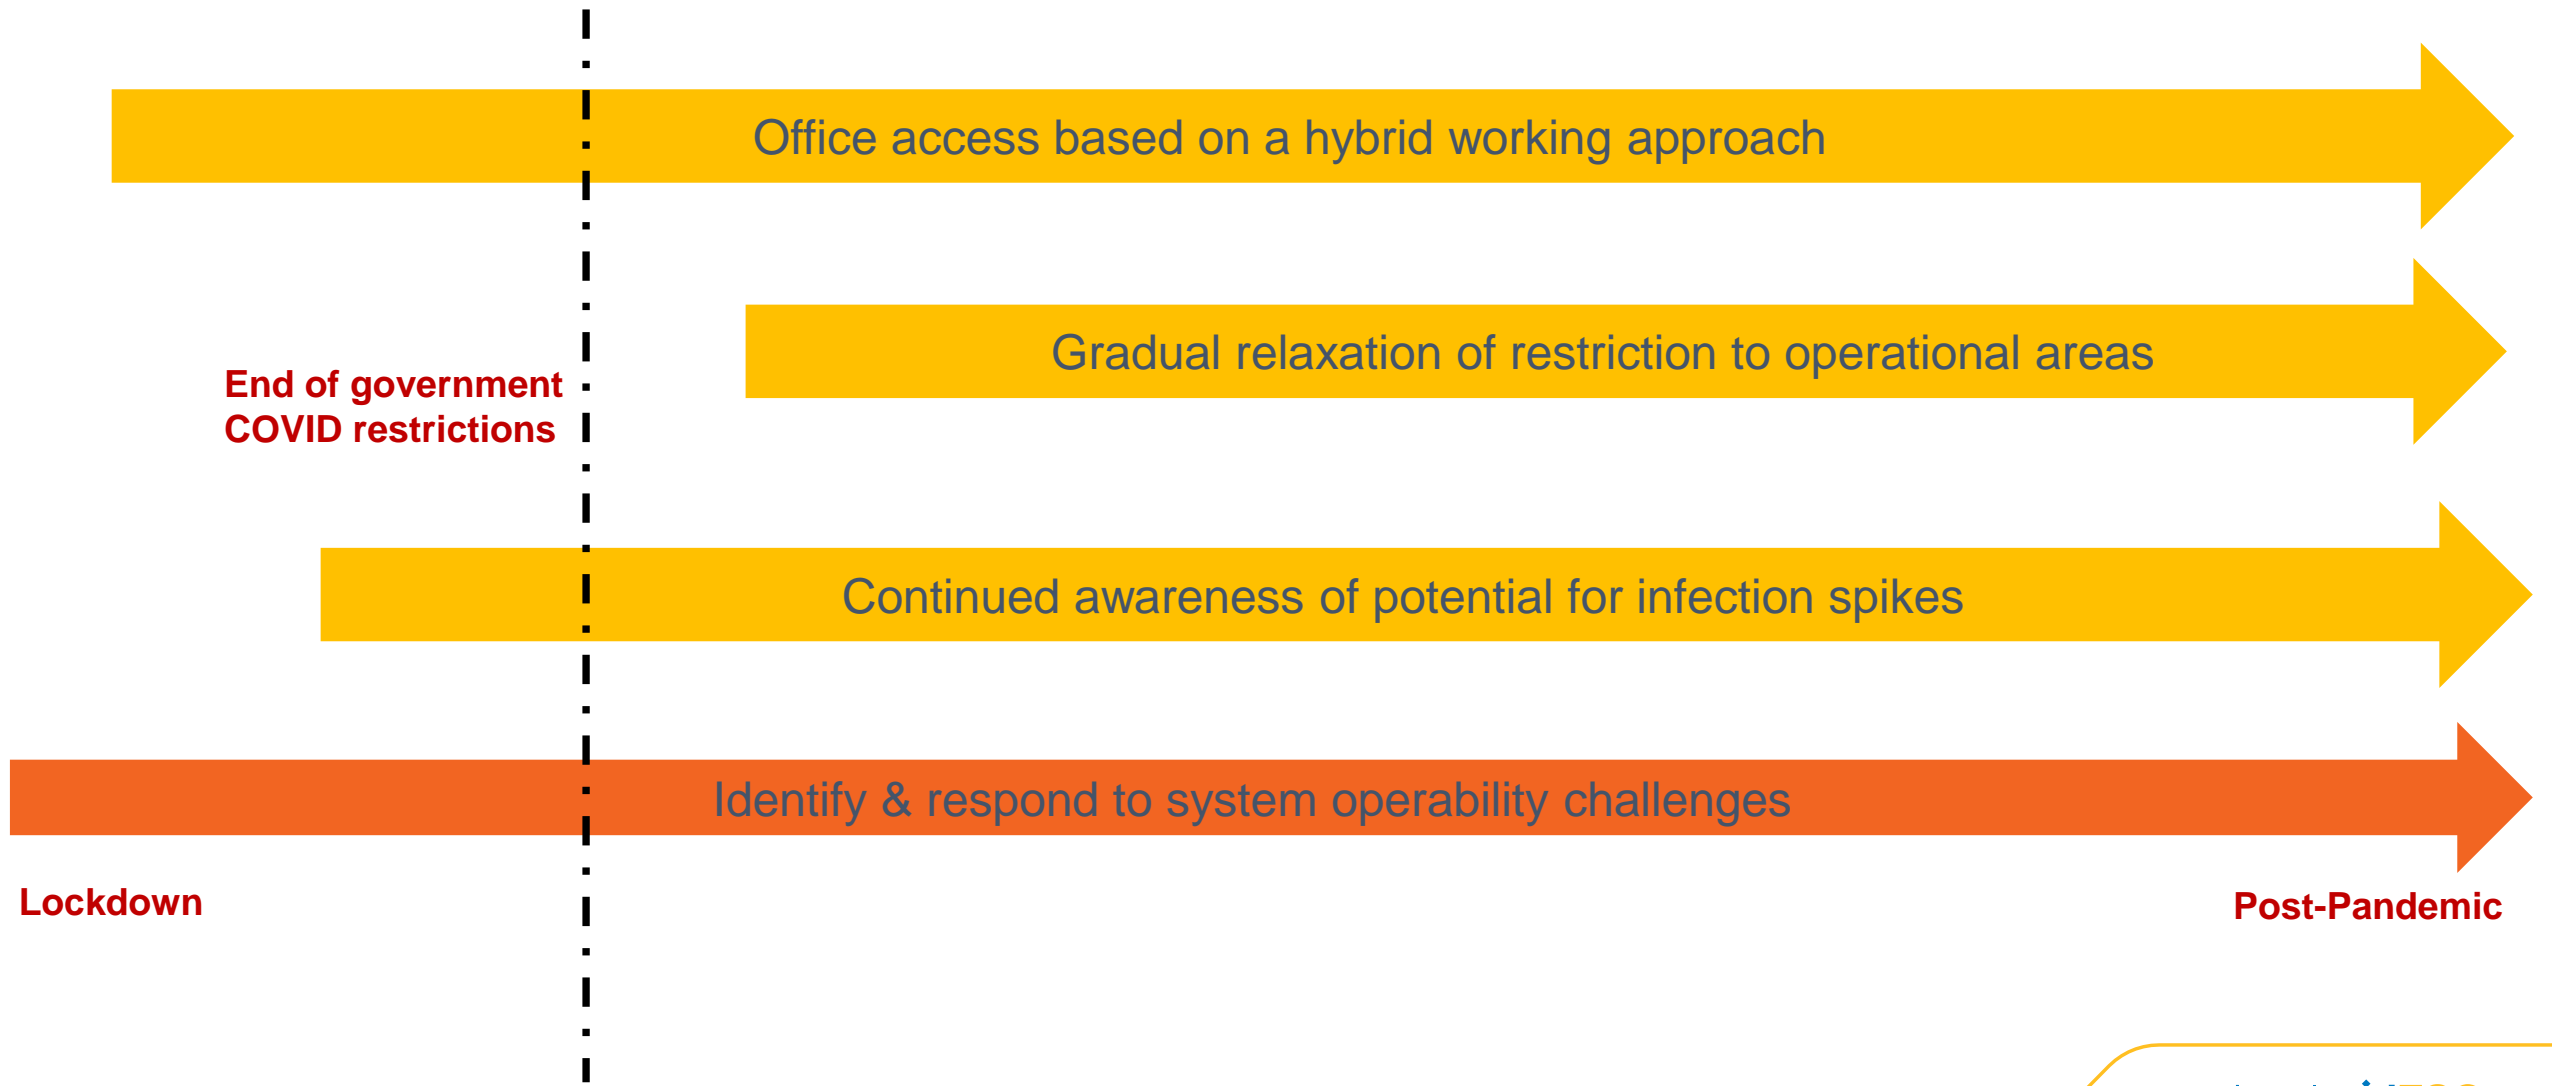 Office access based on a hybrid working approach
Gradual relaxation of restriction to operational areas
End of government
COVID restrictions
Continued awareness of potential for infection spikes
Identify & respond to system operability challenges
Lockdown
Post-Pandemic